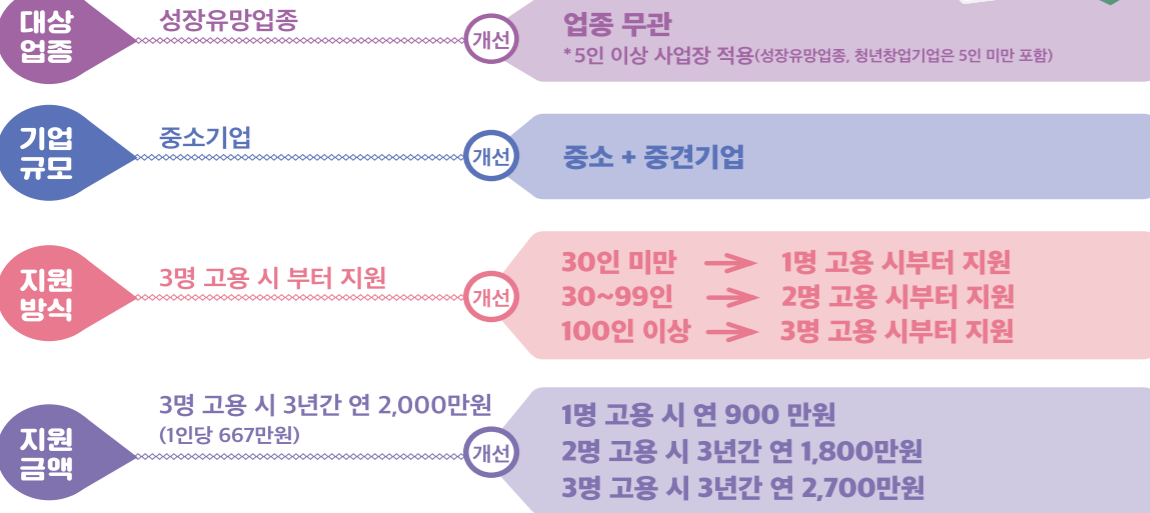 대상
업종
성장유망업종
개선
업종 무관
*5인 이상 사업장 적용(성장유망업종, 청년창업기업은 5인 미만 포함)
기업
규모
중소기업
개선
중소 + 중견기업
지원
방식
3명 고용 시 부터 지원
개선
30인 미만 → 1명 고용 시부터 지원
30~99인 → 2명 고용 시부터 지원
100인 이상 → 3명 고용 시부터 지원
지원
금액
3명 고용 시 3년간 연 2,000만원
(1인당 667만원)
개선
1명 고용 시 연 900 만원
2명 고용 시 3년간 연 1,800만원
3명 고용 시 3년간 연 2,700만원